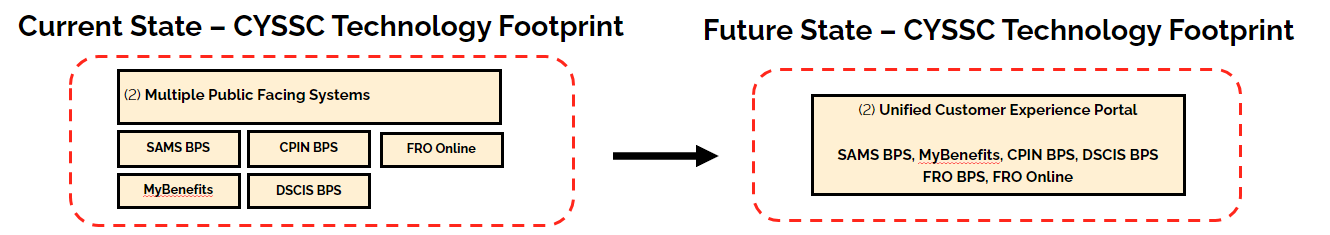 Current State – CYSSC Technology Footprint
(2) Multiple Public Facing Systems
SAMS BPS
CPIN BPS
FRO Online
MyBenefits
DSCIS BPS
Future State – CYSSC Technology Footprint
(2) Unified Customer Experience Portal
SAMS BPS, MyBenefits, CPIN BPS, DSCIS BPS
FRO BPS, FRO Online